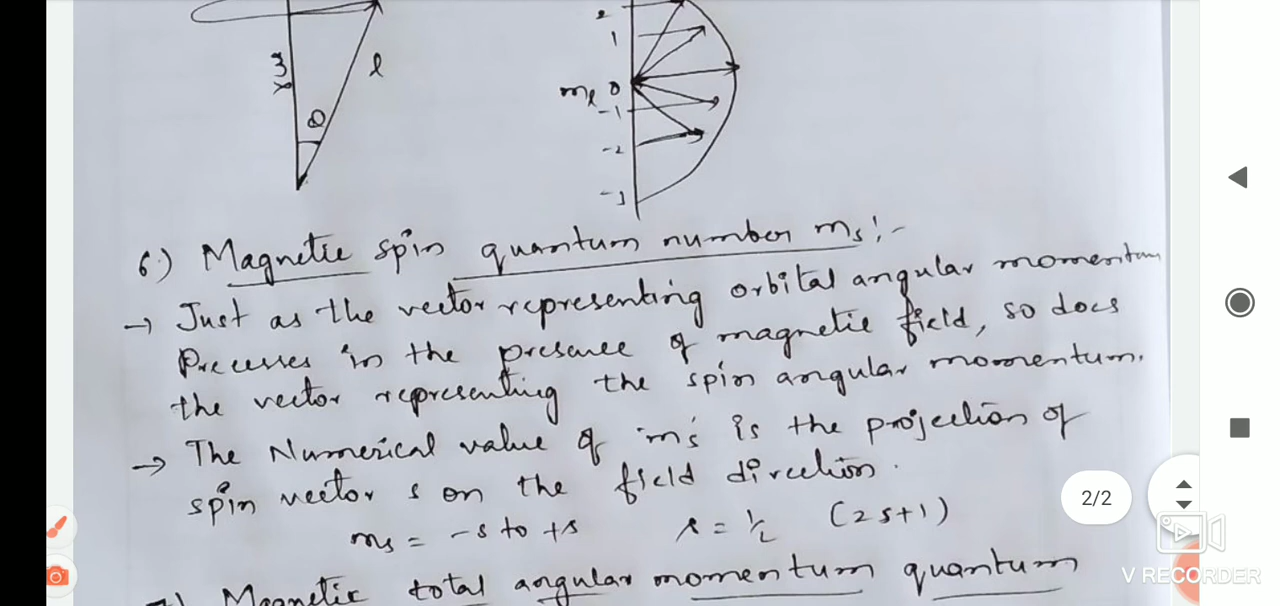 2
1
l
θ
mₗ 0
-1
-2
-3
6.) Magnetic spin quantum number ms:-
→ Just as the vector representing orbital angular momentum
Precesses in the presence of magnetic field, so does
the vector representing the spin angular momentum.
→ The Numerical value of 'ms' is the projection of
spin vector s on the field direction.
ms = -s to +s s = 1/2 (2s+1)
7.) Magnetic total angular momentum quantum
2/2
V RECORDER